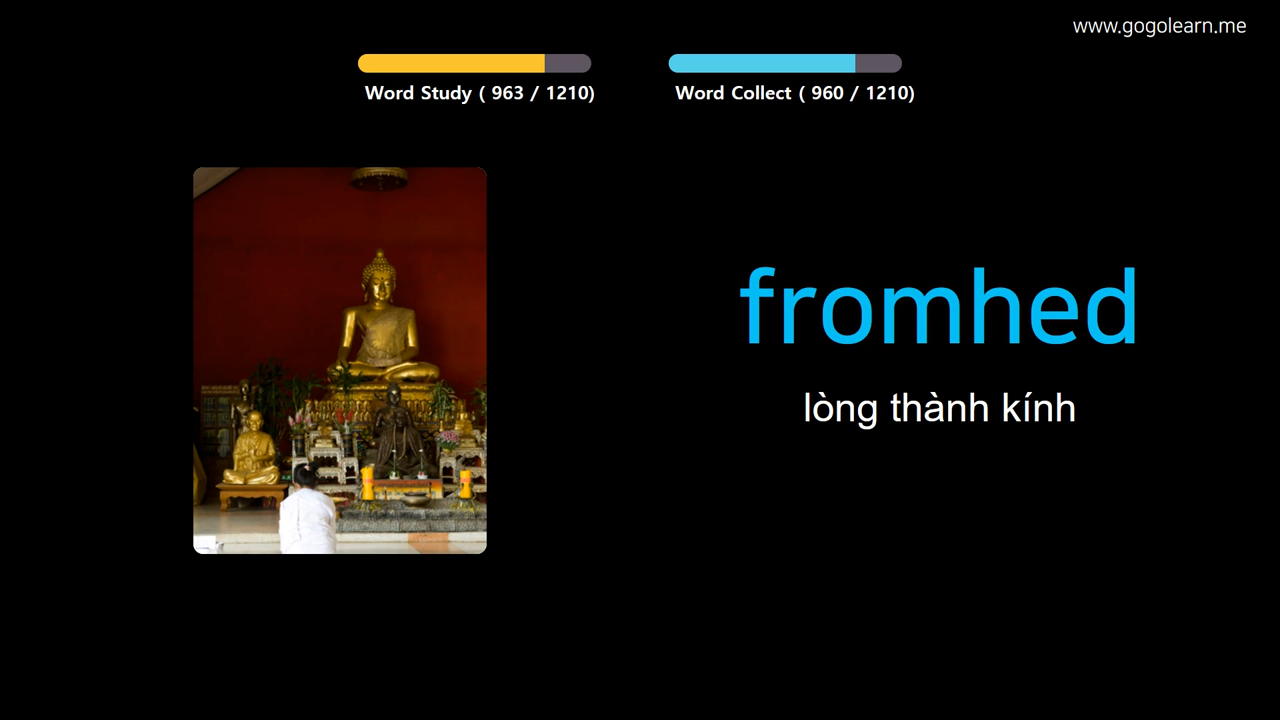 www.gogolearn.me
Word Study ( 963 / 1210)
Word Collect ( 960 / 1210)
fromhed
lòng thành kính